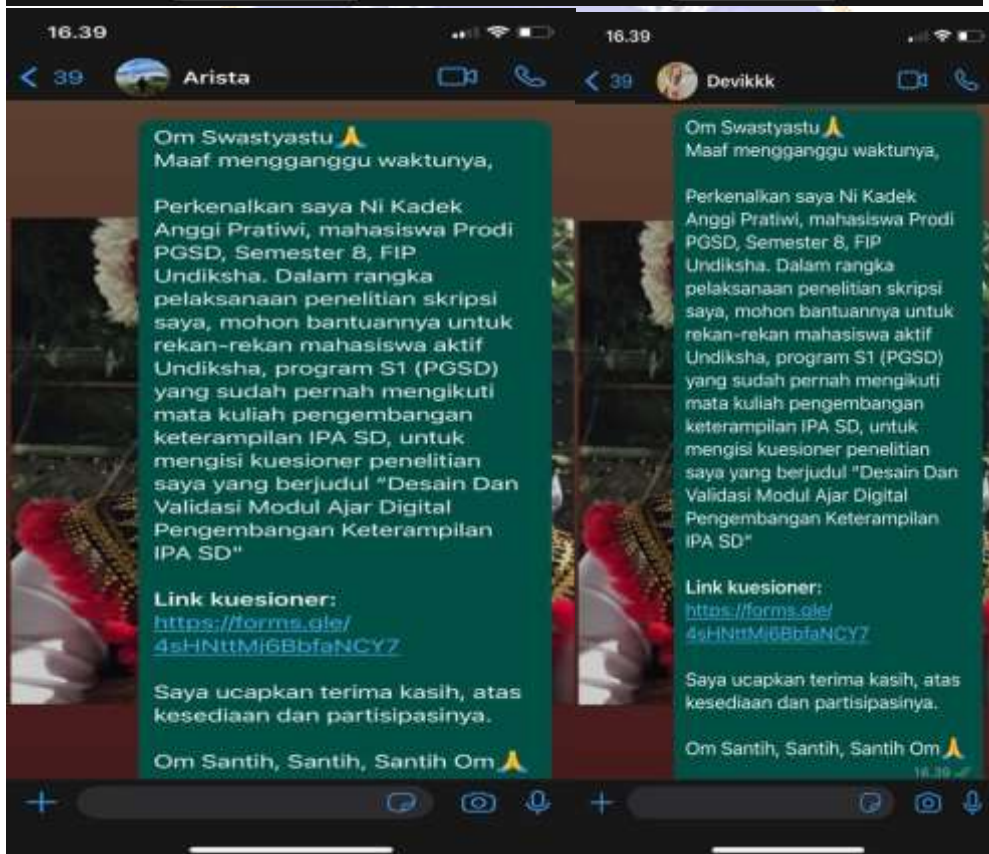 16.39
39 Arista
Om Swastyastu🙏
Maaf mengganggu waktunya,
Perkenalkan saya Ni Kadek
Anggi Pratiwi, mahasiswa Prodi
PGSD, Semester 8, FIP
Undiksha. Dalam rangka
pelaksanaan penelitian skripsi
saya, mohon bantuannya untuk
rekan-rekan mahasiswa aktif
Undiksha, program S1 (PGSD)
yang sudah pernah mengikuti
mata kuliah pengembangan
keterampilan IPA SD, untuk
mengisi kuesioner penelitian
saya yang berjudul “Desain Dan
Validasi Modul Ajar Digital
Pengembangan Keterampilan
IPA SD”
Link kuesioner:
https://forms.gle/
4sHNttMj6BbfaNCY7
Saya ucapkan terima kasih, atas
kesediaan dan partisipasinya.
Om Santih, Santih, Santih Om🙏
16.39
39 Devikkk
Om Swastyastu🙏
Maaf mengganggu waktunya,
Perkenalkan saya Ni Kadek
Anggi Pratiwi, mahasiswa Prodi
PGSD, Semester 8, FIP
Undiksha. Dalam rangka
pelaksanaan penelitian skripsi
saya, mohon bantuannya untuk
rekan-rekan mahasiswa aktif
Undiksha, program S1 (PGSD)
yang sudah pernah mengikuti
mata kuliah pengembangan
keterampilan IPA SD, untuk
mengisi kuesioner penelitian
saya yang berjudul “Desain Dan
Validasi Modul Ajar Digital
Pengembangan Keterampilan
IPA SD”
Link kuesioner:
https://forms.gle/
4sHNttMj6BbfaNCY7
Saya ucapkan terima kasih, atas
kesediaan dan partisipasinya.
Om Santih, Santih, Santih Om🙏
16.39